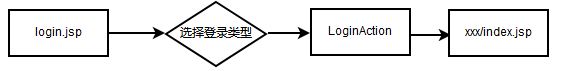 login.jsp
选择登录类型
LoginAction
xxx/index.jsp